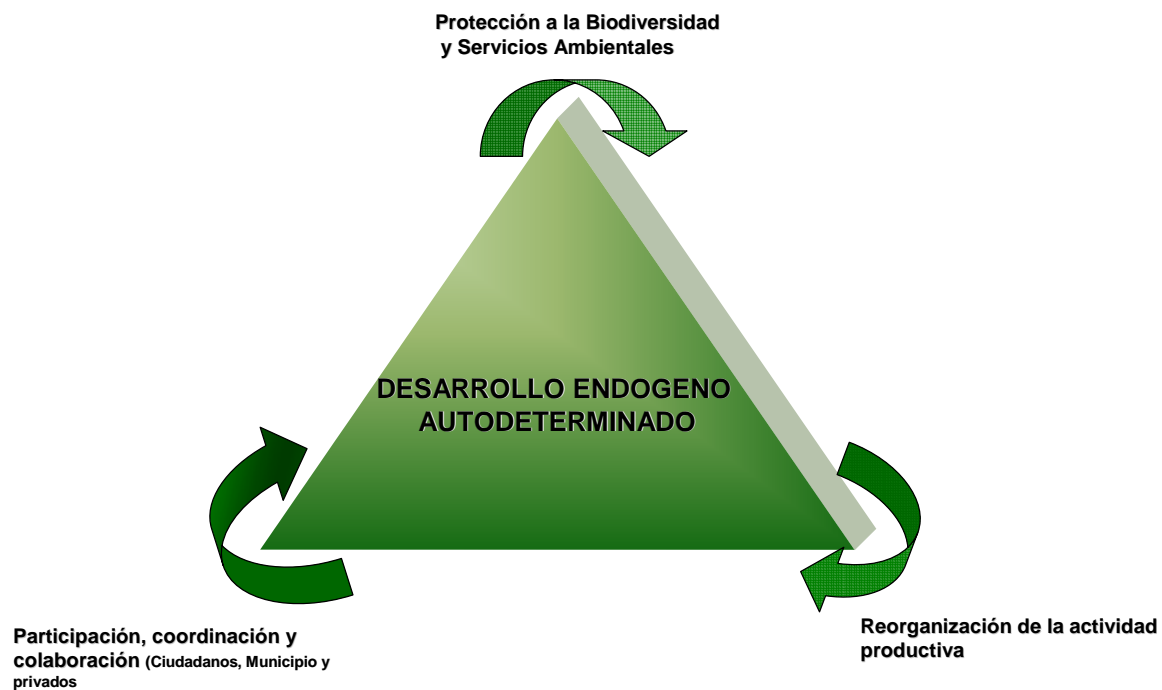 Protección a la Biodiversidad
y Servicios Ambientales
DESARROLLO ENDOGENO
AUTODETERMINADO
Participación, coordinación y
colaboración (Ciudadanos, Municipio y
privados
Reorganización de la actividad
productiva